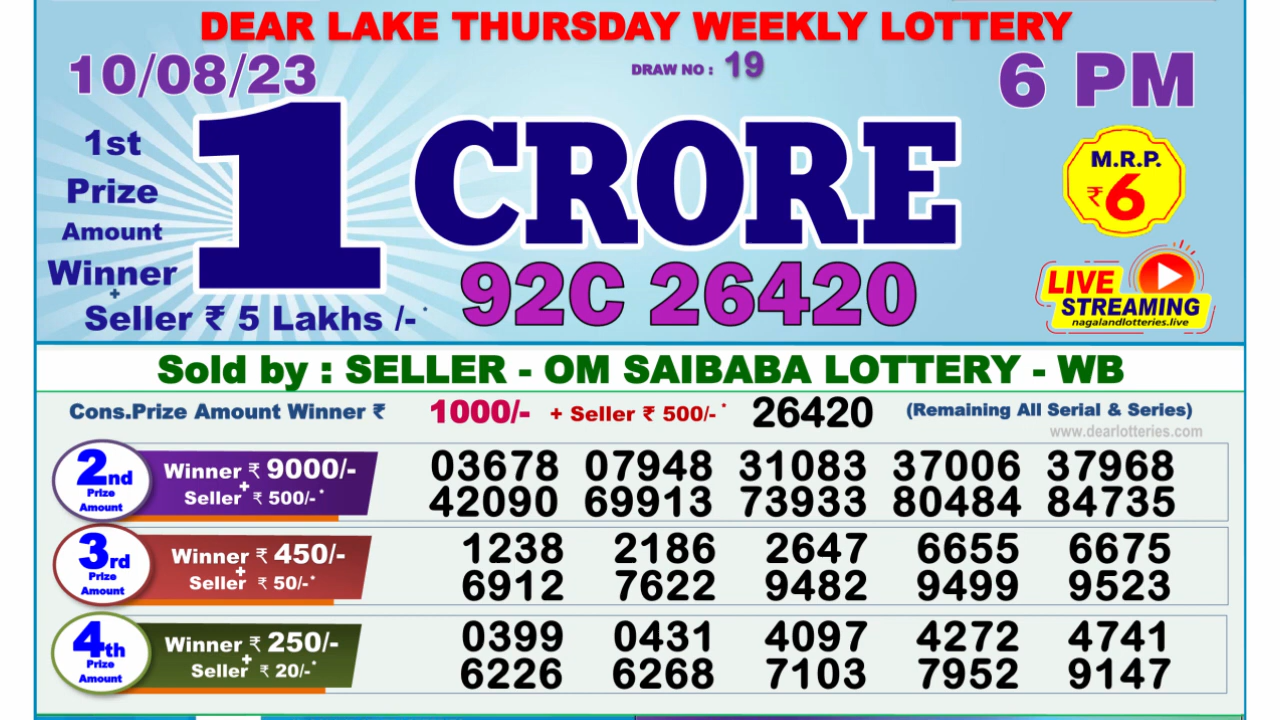 DEAR LAKE THURSDAY WEEKLY LOTTERY
10/08/23
DRAW NO : 19
6 PM
1st
Prize
Amount
Winner
+
Seller ₹ 5 Lakhs /-*
1 CRORE
92C 26420
M.R.P.
₹6
LIVE
STREAMING
nagalandlotteries.live
Sold by : SELLER - OM SAIBABA LOTTERY - WB
Cons.Prize Amount Winner ₹ 1000/- + Seller ₹ 500/-* 26420 (Remaining All Serial & Series)
www.dearlotteries.com
2nd
Prize
Amount
Winner ₹ 9000/-
+
Seller ₹ 500/-*
03678 07948 31083 37006 37968
42090 69913 73933 80484 84735
3rd
Prize
Amount
Winner ₹ 450/-
+
Seller ₹ 50/-*
1238 2186 2647 6655 6675
6912 7622 9482 9499 9523
4th
Prize
Amount
Winner ₹ 250/-
+
Seller ₹ 20/-*
0399 0431 4097 4272 4741
6226 6268 7103 7952 9147